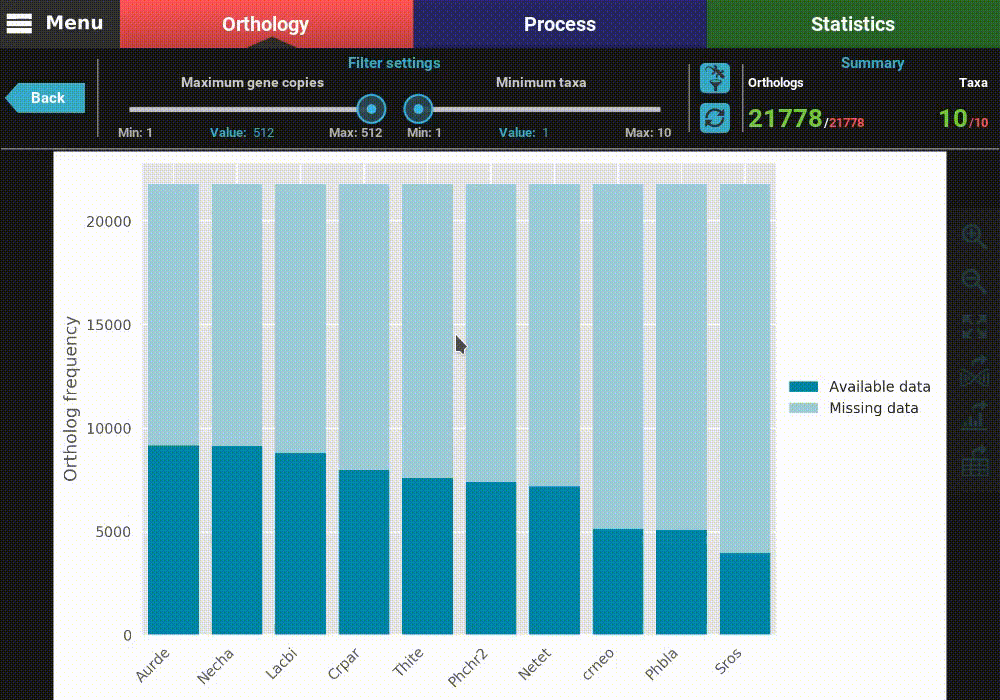 Menu
Orthology
Process
Statistics
Back
Filter settings
Maximum gene copies
Minimum taxa
Min: 1
Value: 512
Max: 512
Min: 1
Value: 1
Max: 10
Summary
Orthologs
Taxa
21778/21778
10/10
Ortholog frequency
20000
15000
10000
5000
0
Aurde
Necha
Lacbi
Crpar
Thite
Phchr2
Netet
crneo
Phbla
Sros
Available data
Missing data